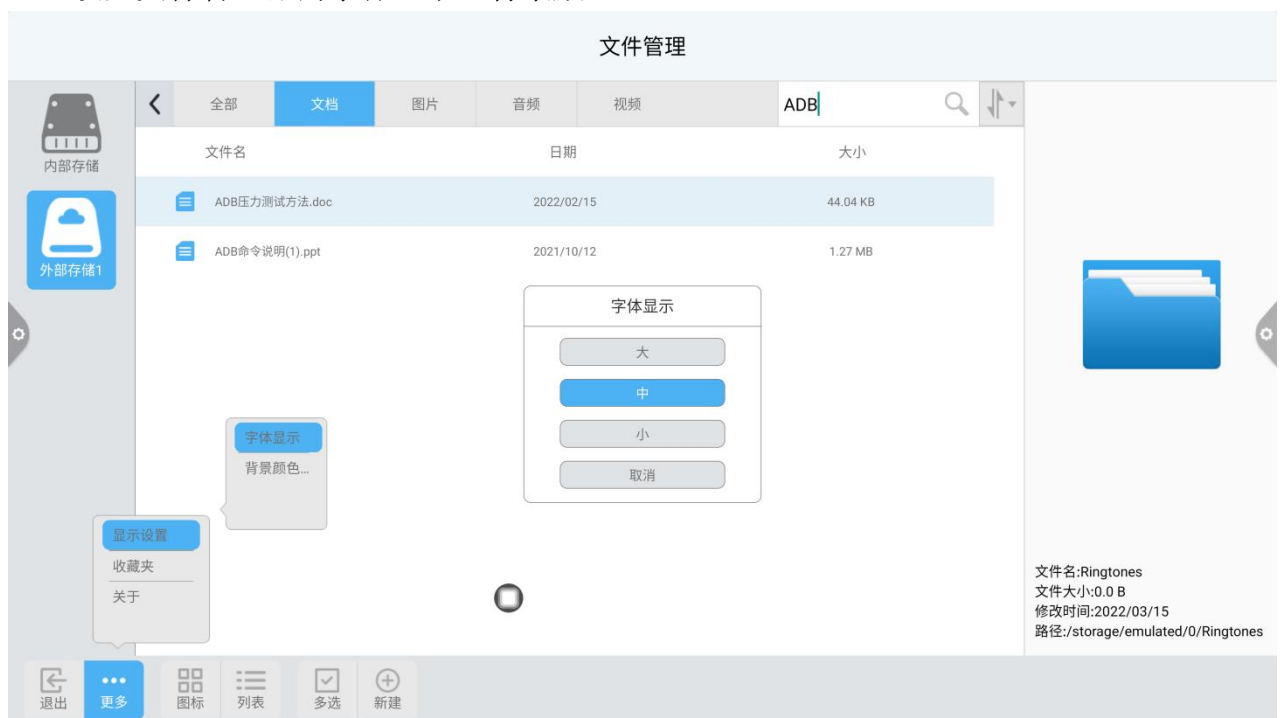 文件管理
内部存储
外部存储1
全部 文档 图片 音频 视频 ADB
文件名 日期 大小
ADB压力测试方法.doc 2022/02/15 44.04 KB
ADB命令说明(1).ppt 2021/10/12 1.27 MB
字体显示
大
中
小
取消
字体显示
背景颜色...
显示设置
收藏夹
关于
文件名:Ringtones
文件大小:0.0 B
修改时间:2022/03/15
路径:/storage/emulated/0/Ringtones
退出 更多 图标 列表 多选 新建